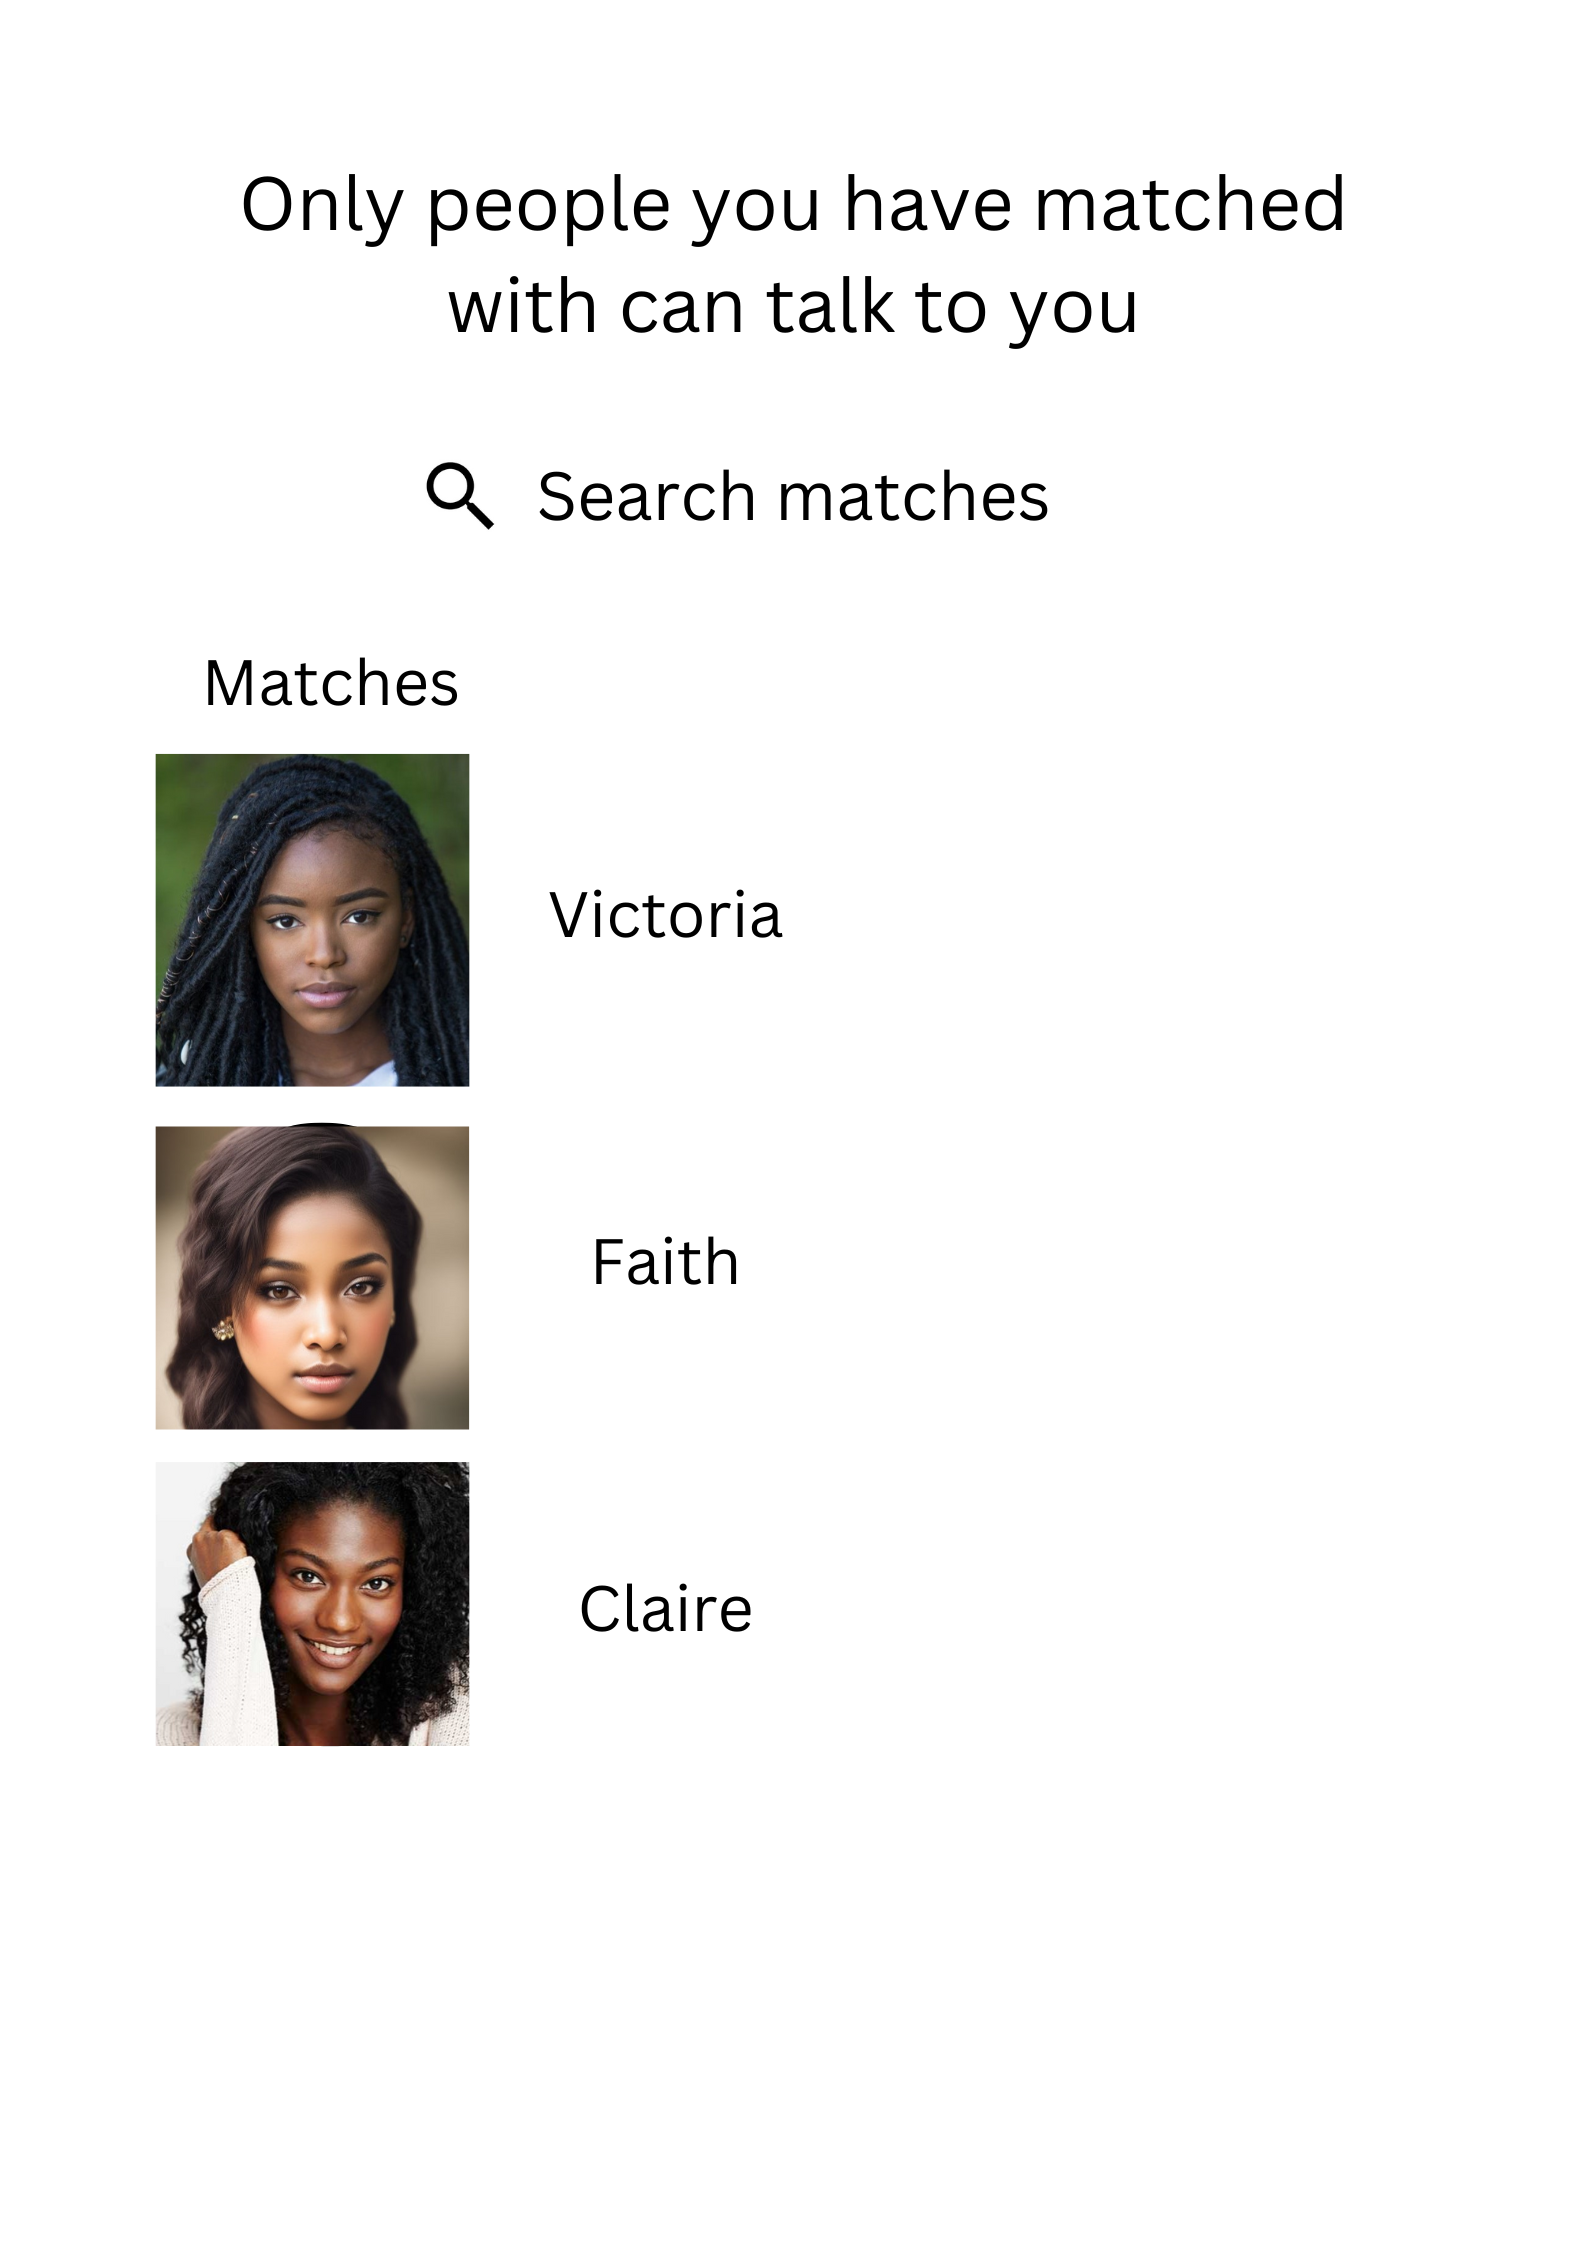 Only people you have matched
with can talk to you
Search matches
Matches
Victoria
Faith
Claire